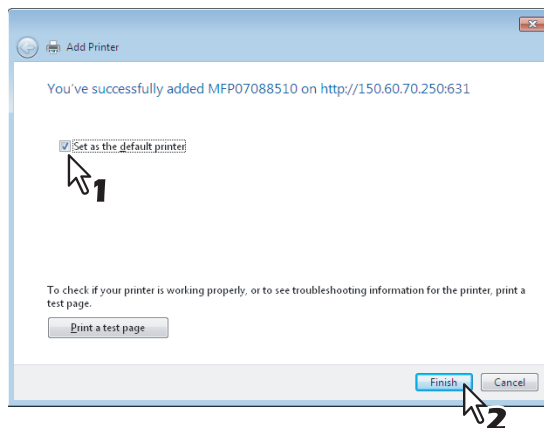 Add Printer
You've successfully added MFP07088510 on http://150.60.70.250:631
Set as the default printer
1
To check if your printer is working properly, or to see troubleshooting information for the printer, print a
test page.
Print a test page
Finish Cancel
2